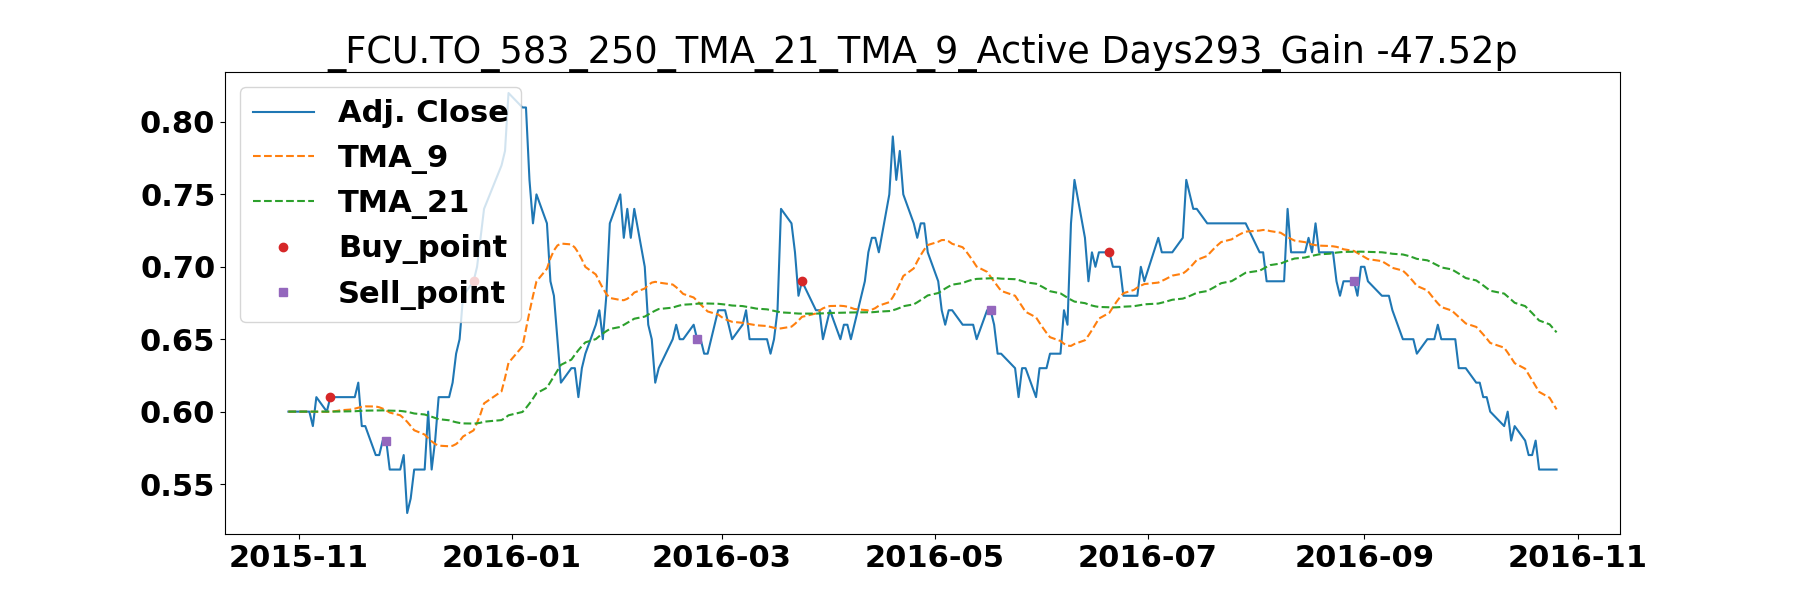 _FCU.TO_583_250_TMA_21_TMA_9_Active Days293_Gain -47.52p
Adj. Close
TMA_9
TMA_21
Buy_point
Sell_point
0.80
0.75
0.70
0.65
0.60
0.55
2015-11 2016-01 2016-03 2016-05 2016-07 2016-09 2016-11